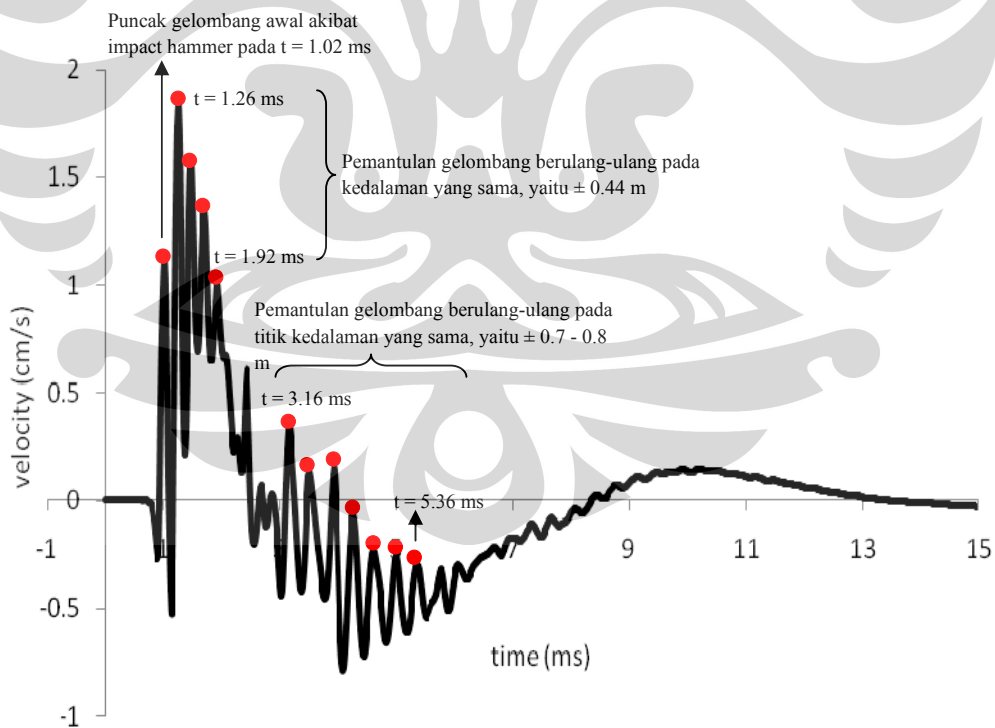 Puncak gelombang awal akibat
impact hammer pada t = 1.02 ms
2
t = 1.26 ms
Pemantulan gelombang berulang-ulang pada
kedalaman yang sama, yaitu ± 0.44 m
1.5
t = 1.92 ms
1
Pemantulan gelombang berulang-ulang pada
titik kedalaman yang sama, yaitu ± 0.7 - 0.8
m
0.5
t = 3.16 ms
velocity (cm/s)
t = 5.36 ms
0
-1 7 9 11 13 15
-0.5
time (ms)
-1